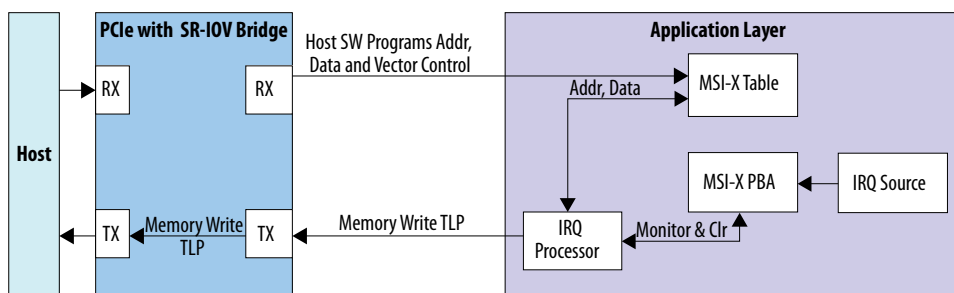 PCIe with SR-IOV Bridge
Application Layer
Host SW Programs Addr,
Data and Vector Control
RX
RX
MSI-X Table
Addr, Data
Host
MSI-X PBA
IRQ Source
TX
Memory Write
TLP
TX
Memory Write TLP
IRQ
Processor
Monitor & Clr